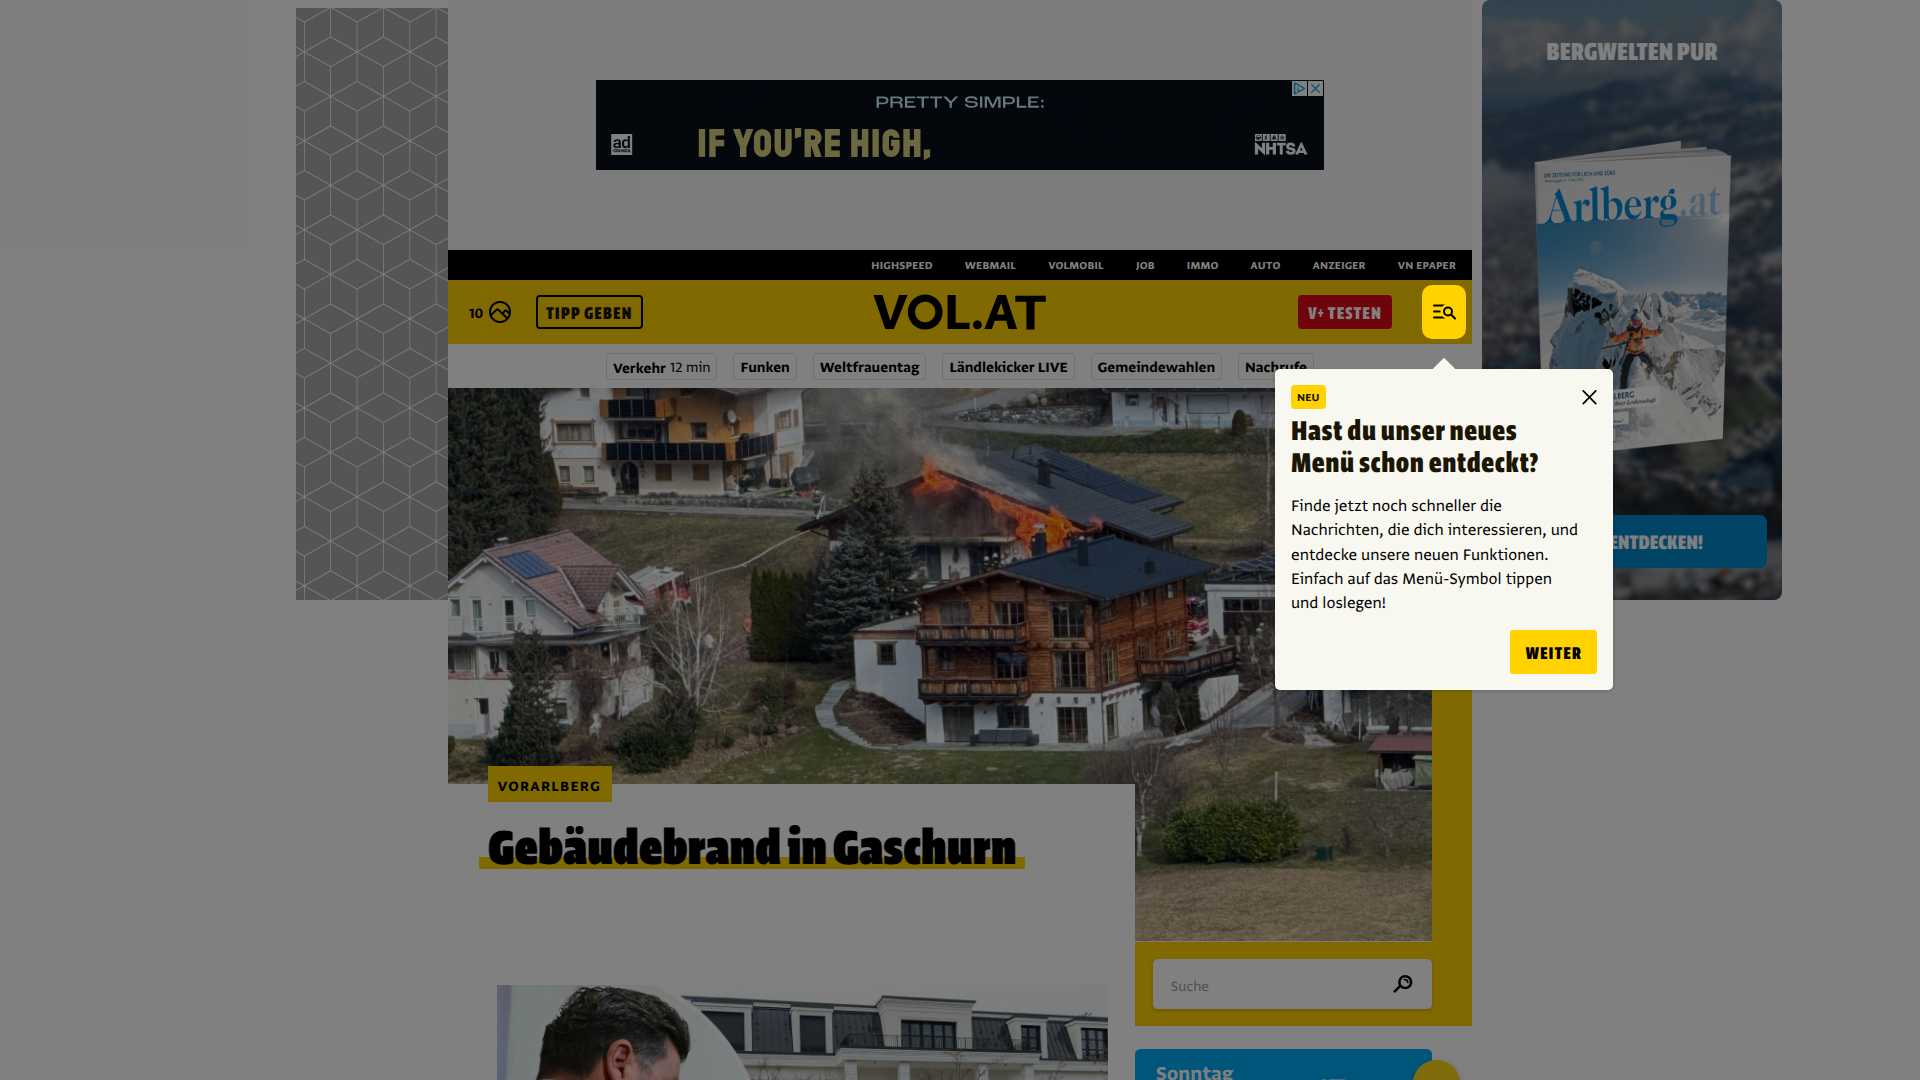 BERGWELTEN PUR
PRETTY SIMPLE:
IF YOU'RE HIGH,
ad
NHTSA
Arlberg.at
HIGHSPEED WEBMAIL VOLMOBIL JOB IMMO AUTO ANZEIGER VN EPAPER
10 TIPP GEBEN VOL.AT V+ TESTEN
Verkehr 12 min Funken Weltfrauentag Ländlekicker LIVE Gemeindewahlen Nachrufe
NEU
Hast du unser neues
Menü schon entdeckt?
Finde jetzt noch schneller die
Nachrichten, die dich interessieren, und
entdecke unsere neuen Funktionen.
Einfach auf das Menü-Symbol tippen
und loslegen!
WEITER
ENTDECKEN!
VORARLBERG
Gebäudebrand in Gaschurn
Suche
Sonntag